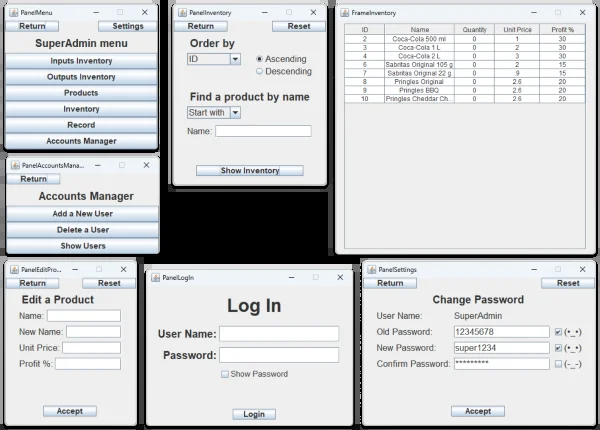 PanelMenu
Return Settings
SuperAdmin menu
Inputs Inventory
Outputs Inventory
Products
Inventory
Record
Accounts Manager
PanelInventory
Return Reset
Order by
ID
Ascending
Descending
Find a product by name
Start with
Name:
Show Inventory
FrameInventory
ID Name Quantity Unit Price Profit %
2 Coca-Cola 500 ml 0 1 30
3 Coca-Cola 1 L 0 2 30
4 Coca-Cola 2 L 0 3 30
6 Sabritas Original 105 g 0 2 15
7 Sabritas Original 22 g 0 .9 15
8 Pringles Original 0 2.6 20
9 Pringles BBQ 0 2.6 20
10 Pringles Cheddar Ch... 0 2.6 20
PanelAccountsMana...
Return
Accounts Manager
Add a New User
Delete a User
Show Users
PanelEditPro...
Return Reset
Edit a Product
Name:
New Name:
Unit Price:
Profit %:
Accept
PanelLogIn
Log In
User Name:
Password:
Show Password
Login
PanelSettings
Return Reset
Change Password
User Name: SuperAdmin
Old Password: 12345678 (•_•)
New Password: super1234 (•_•)
Confirm Password: ********* (-_-)
Accept